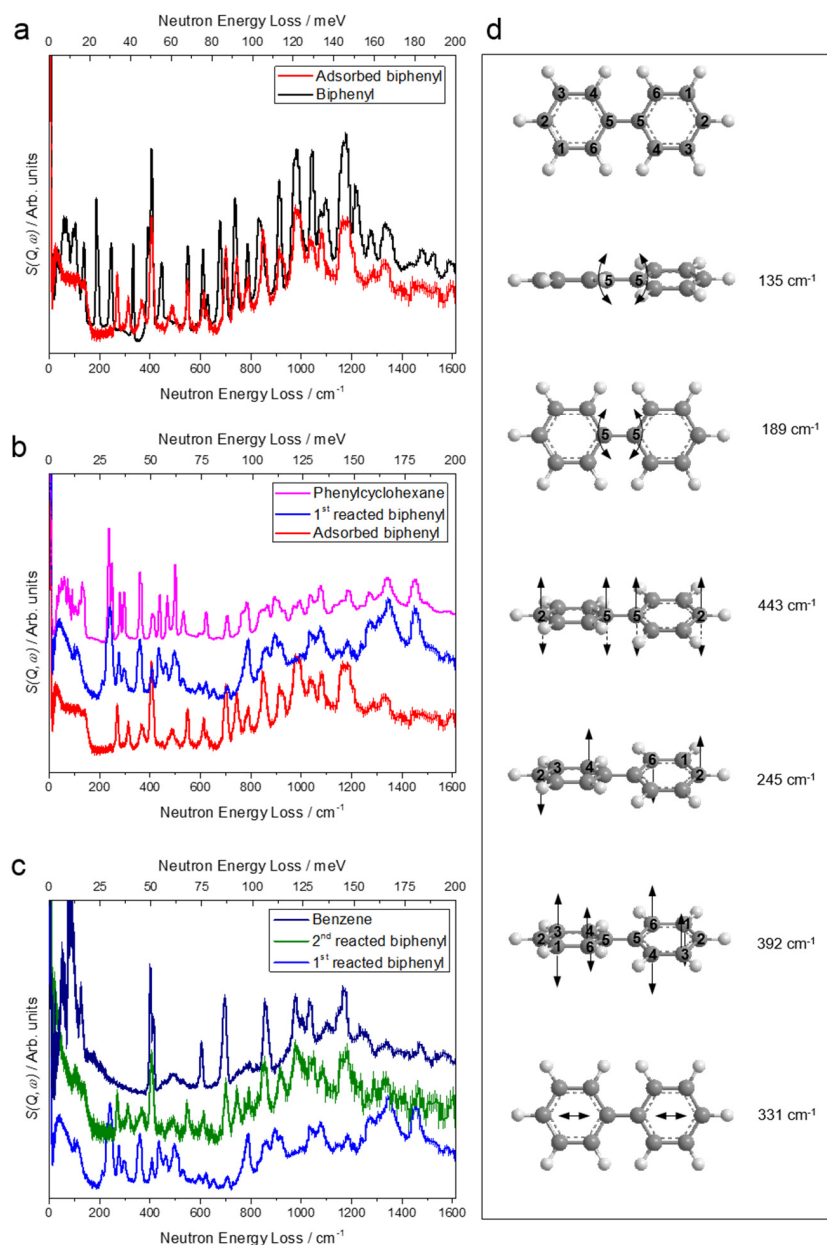 a
Neutron Energy Loss / meV
0 20 40 60 80 100 120 140 160 180 200
Adsorbed biphenyl
Biphenyl
S(Q, ω) / Arb. units
200 400 600 800 1000 1200 1400 1600
Neutron Energy Loss / cm⁻¹
b
Neutron Energy Loss / meV
0 25 50 75 100 125 150 175 200
Phenylcyclohexane
1st reacted biphenyl
Adsorbed biphenyl
S(Q, ω) / Arb. units
0 200 400 600 800 1000 1200 1400 1600
Neutron Energy Loss / cm⁻¹
c
Neutron Energy Loss / meV
0 25 50 75 100 125 150 175 200
Benzene
2nd reacted biphenyl
1st reacted biphenyl
S(Q, ω) / Arb. units
0 200 400 600 800 1000 1200 1400 1600
Neutron Energy Loss / cm⁻¹
d
3 4 6 1
2 5 5 2
1 6 4 3
5 5 135 cm⁻¹
5 5 189 cm⁻¹
2 5 5 2 443 cm⁻¹
3 4 6 1
2 2 245 cm⁻¹
3 4 6 1
2 5 5 2 392 cm⁻¹
1 6 4 3
331 cm⁻¹